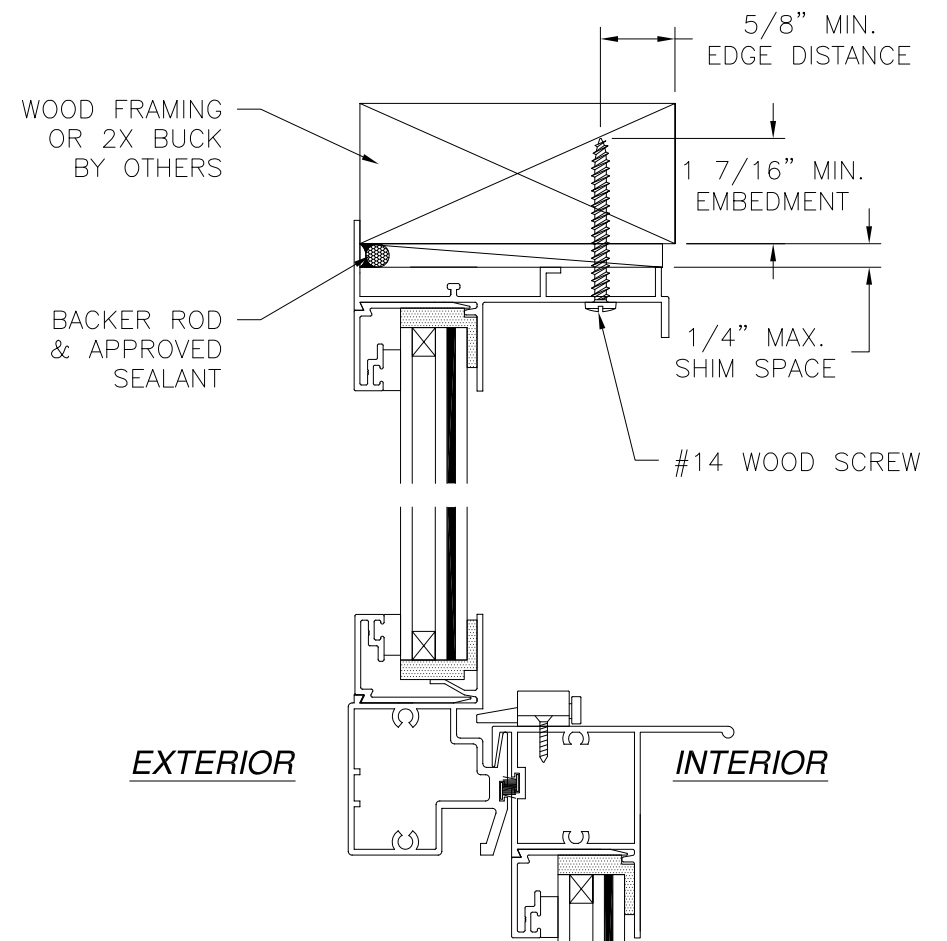 5/8” MIN.
EDGE DISTANCE
WOOD FRAMING
OR 2X BUCK
BY OTHERS
1 7/16” MIN.
EMBEDMENT
BACKER ROD
& APPROVED
SEALANT
1/4” MAX.
SHIM SPACE
#14 WOOD SCREW
EXTERIOR
INTERIOR